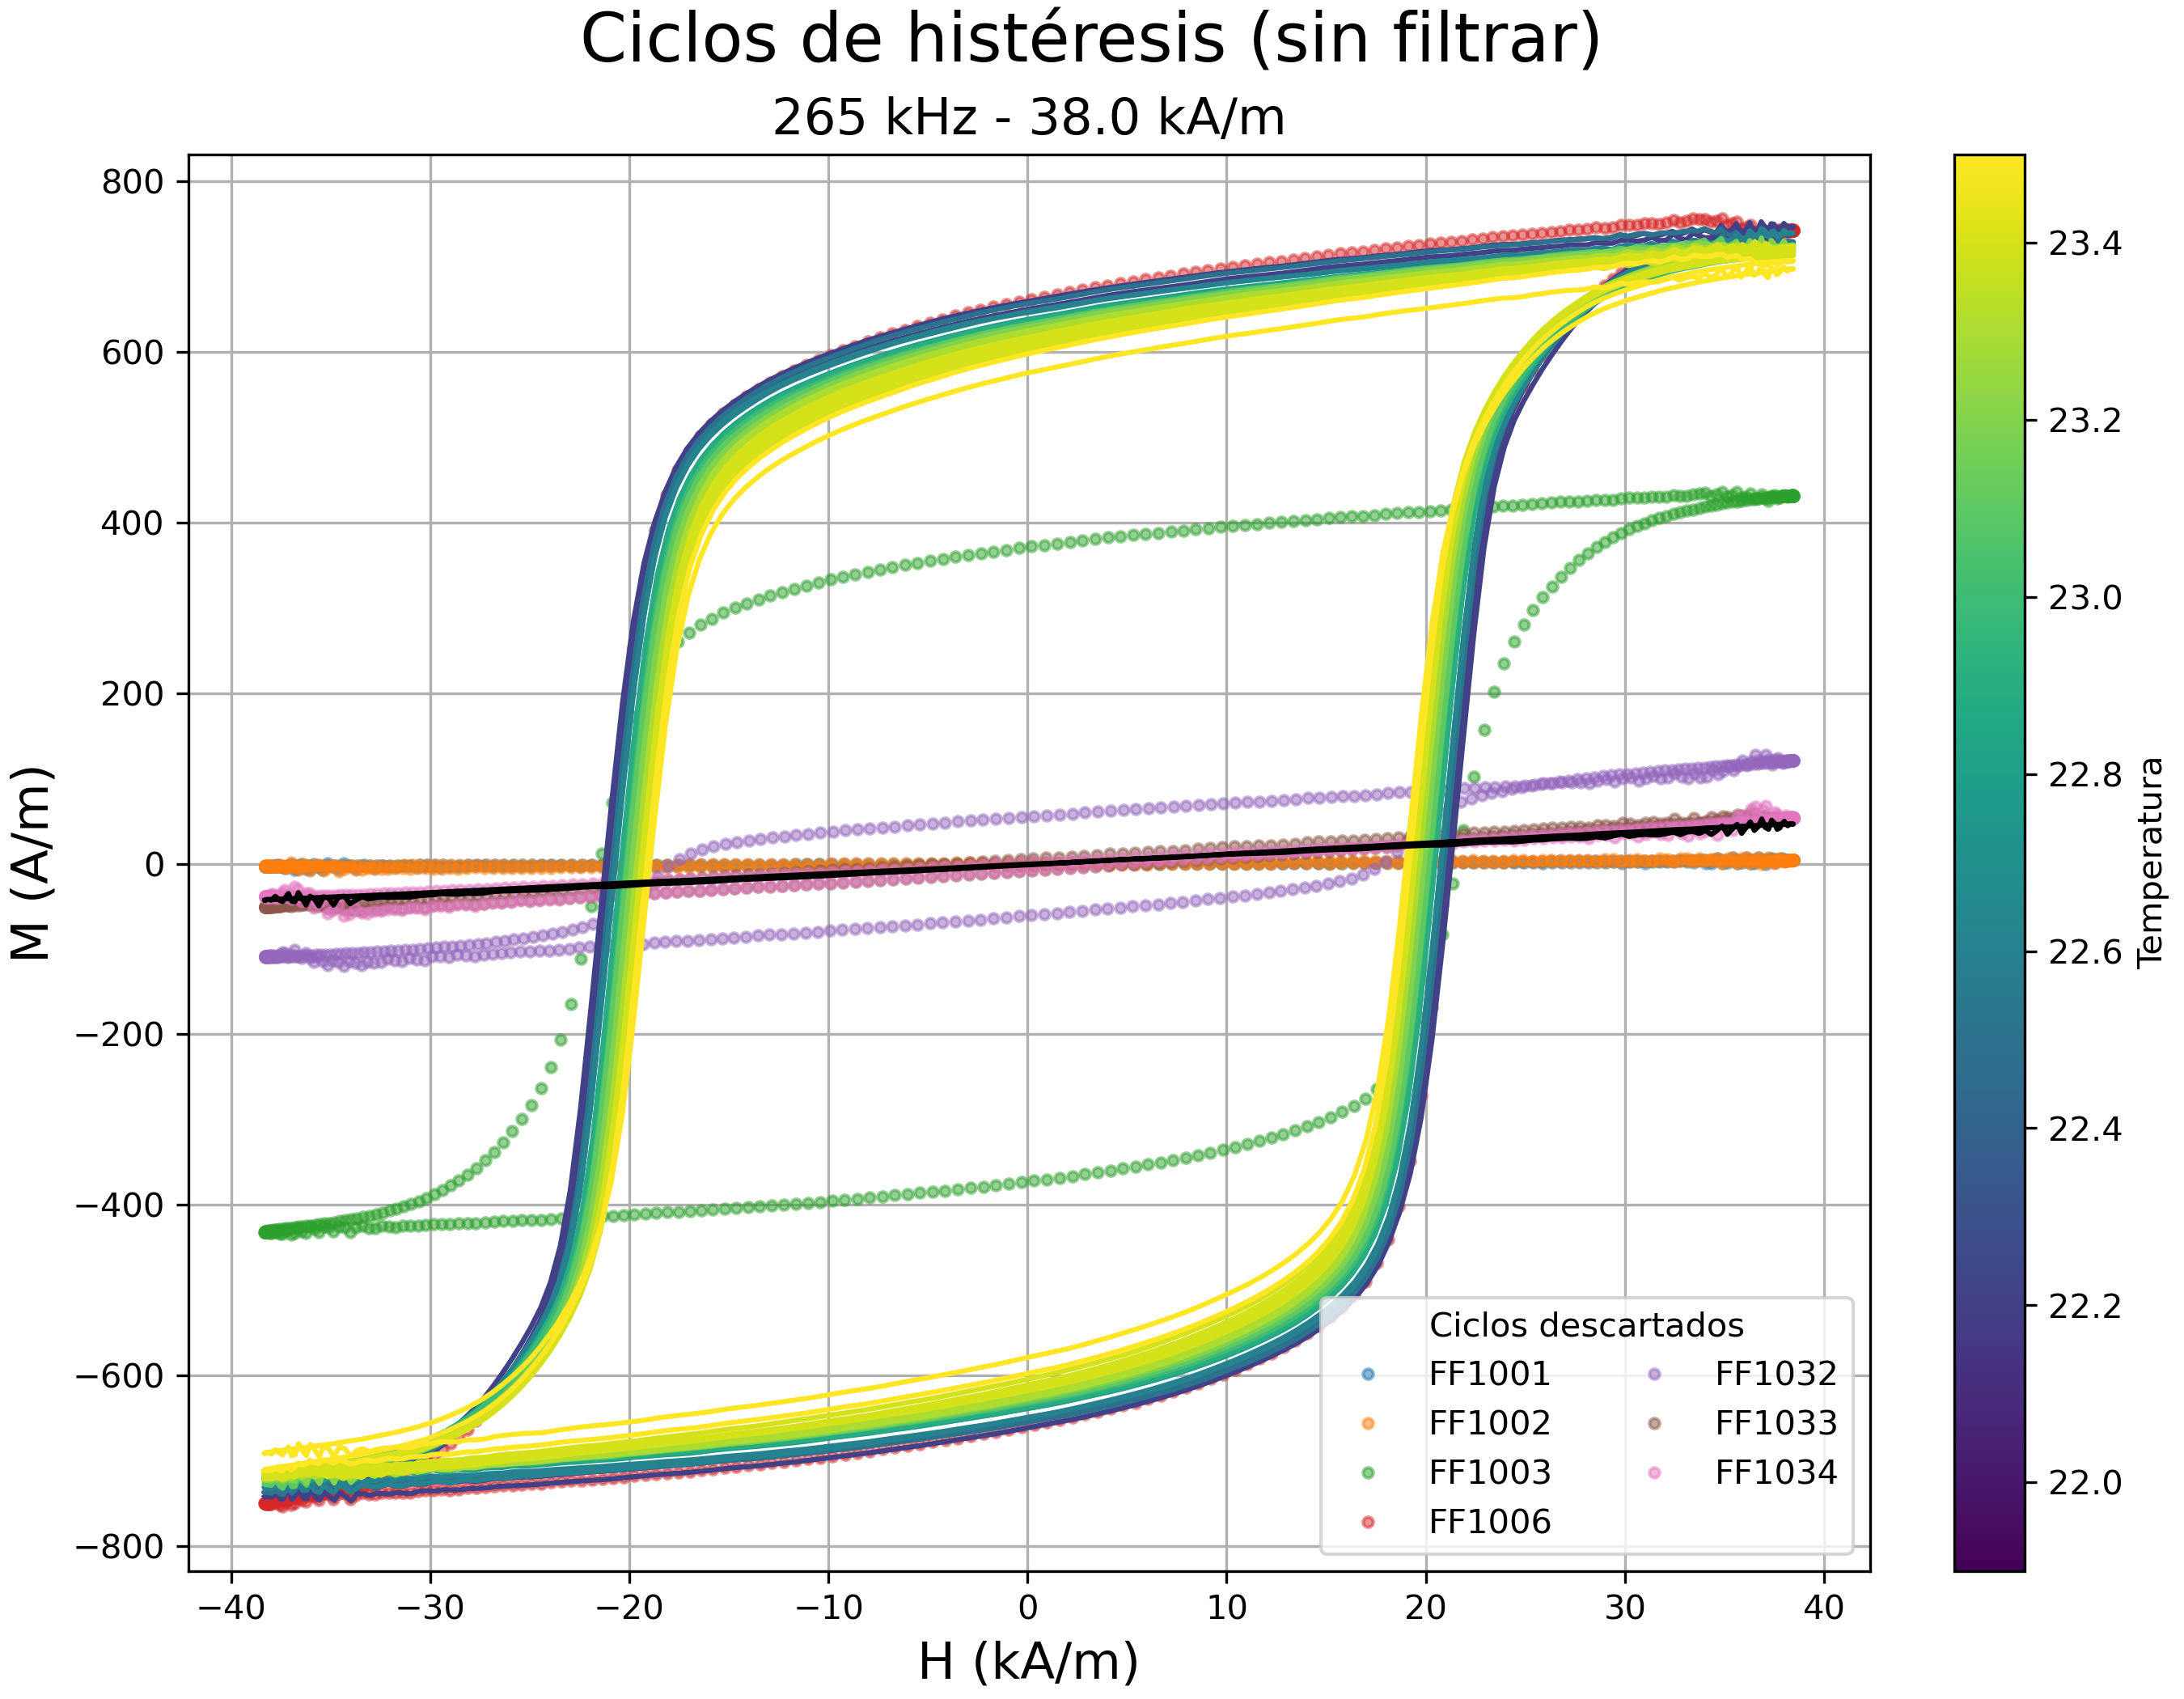 Ciclos de histéresis (sin filtrar)
265 kHz - 38.0 kA/m
M (A/m)
800
600
400
200
0
−200
−400
−600
−800
−40
−30
−20
−10
0
10
20
30
40
H (kA/m)
Ciclos descartados
FF1001
FF1002
FF1003
FF1006
FF1032
FF1033
FF1034
23.4
23.2
23.0
22.8
22.6
22.4
22.2
22.0
Temperatura